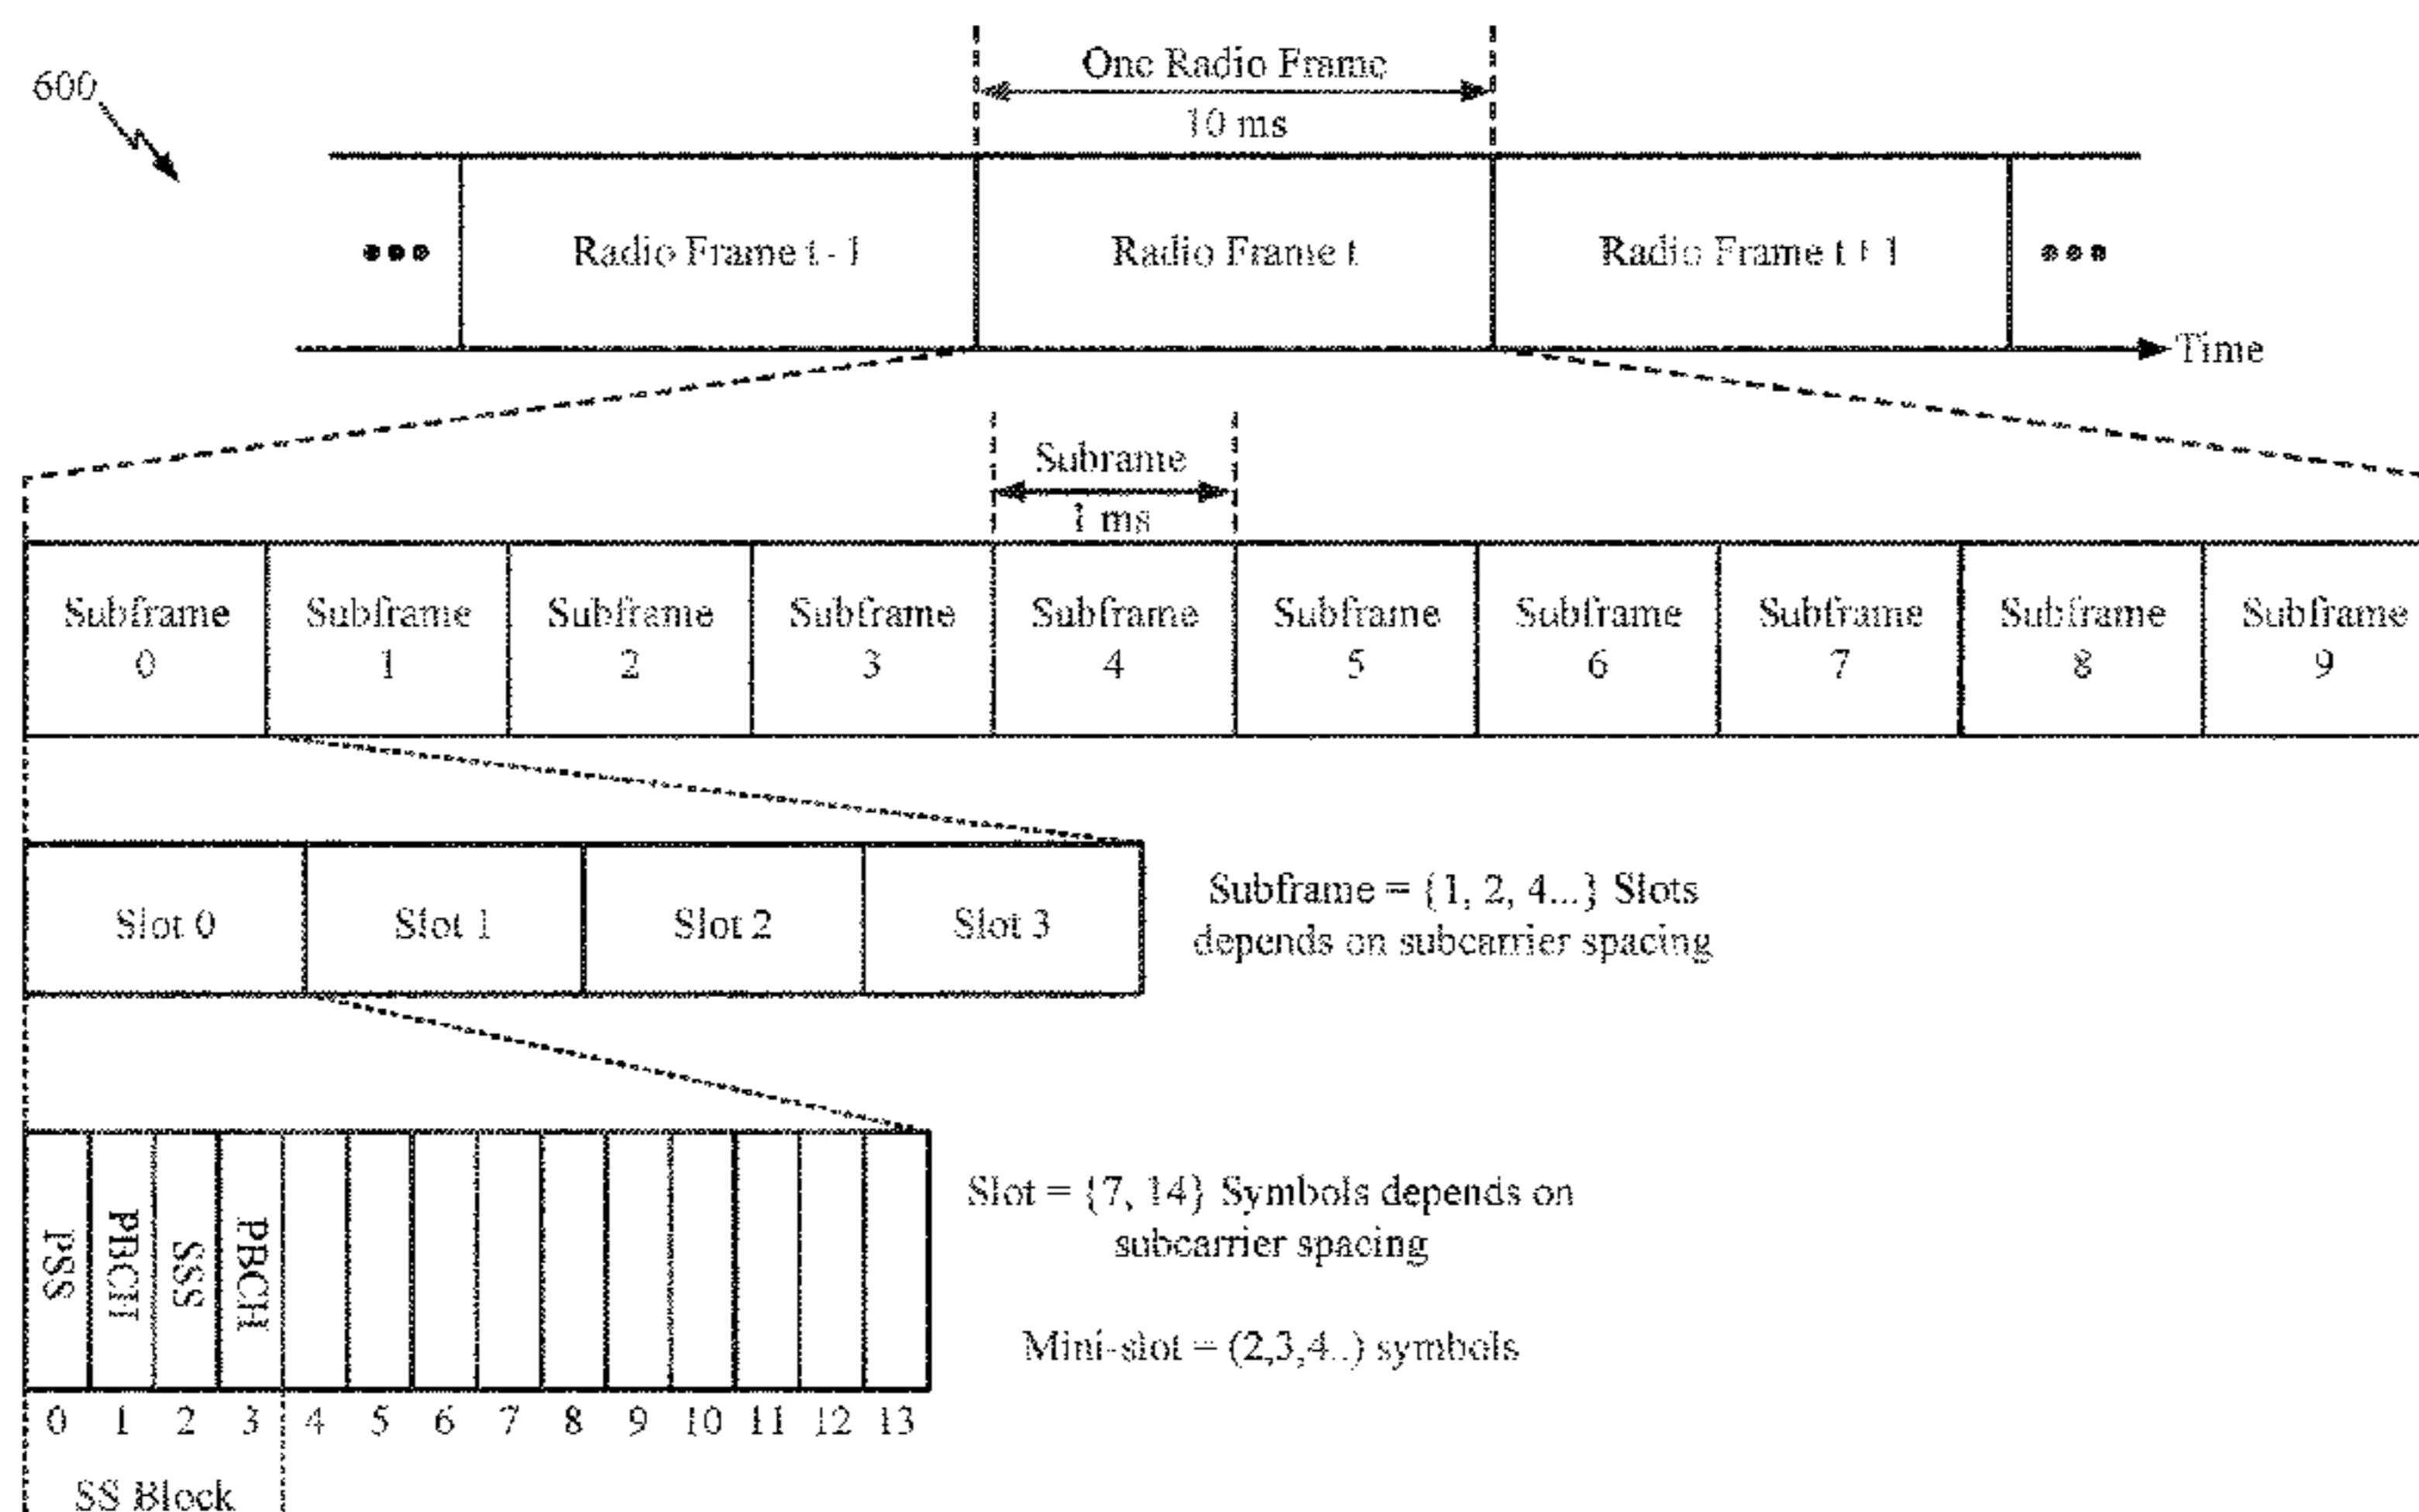 600
One Radio Frame
10 ms
Radio Frame t - 1
Radio Frame t
Radio Frame t + 1
Time
Subrame
1 ms
Subframe 0
Subframe 1
Subframe 2
Subframe 3
Subframe 4
Subframe 5
Subframe 6
Subframe 7
Subframe 8
Subframe 9
Slot 0
Slot 1
Slot 2
Slot 3
Subframe = {1, 2, 4...} Slots
depends on subcarrier spacing
PSS
PBCH
SSS
PBCH
Slot = {7, 14} Symbols depends on
subcarrier spacing
Mini-slot = (2,3,4..) symbols
0 1 2 3 4 5 6 7 8 9 10 11 12 13
SS Block